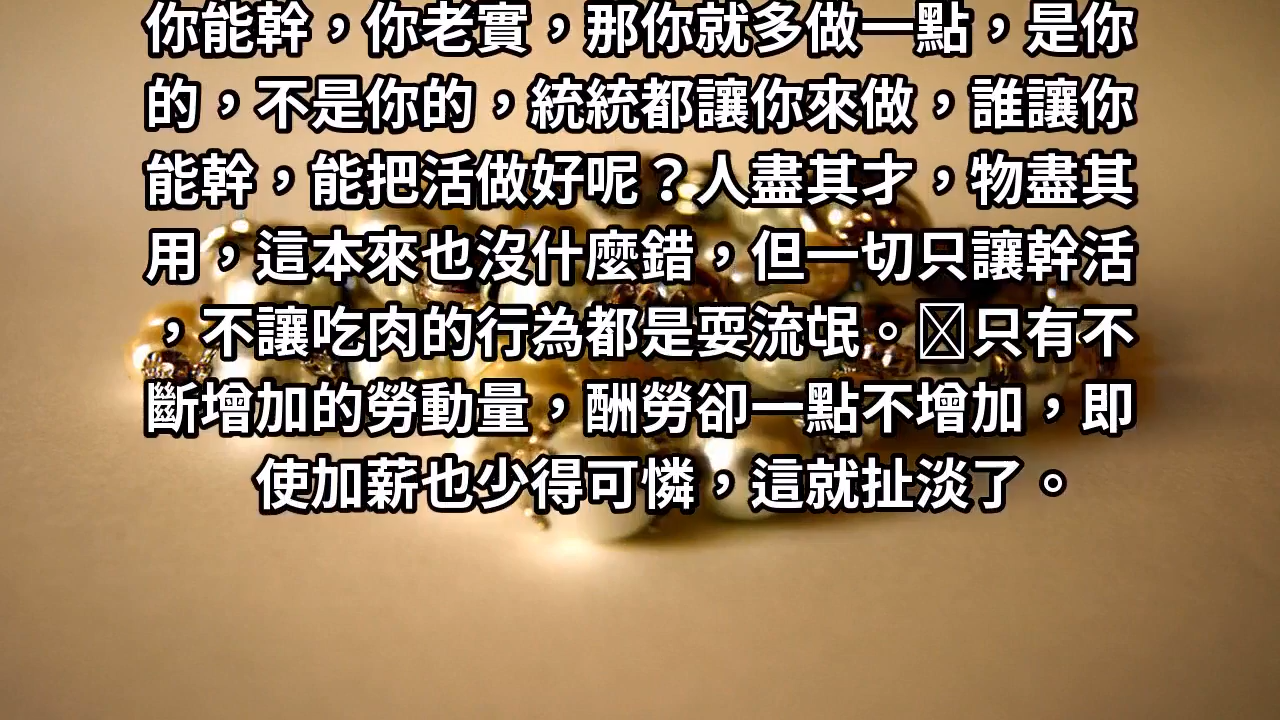 你能幹，你老實，那你就多做一點，是你
的，不是你的，統統都讓你來做，誰讓你
能幹，能把活做好呢？人盡其才，物盡其
用，這本來也沒什麼錯，但一切只讓幹活
，不讓吃肉的行為都是耍流氓。只有不
斷增加的勞動量，酬勞卻一點不增加，即
使加薪也少得可憐，這就扯淡了。